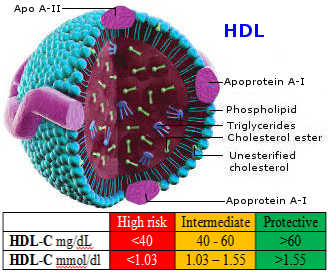 Apo A-II
HDL
Apoprotein A-I
Phospholipid
Triglycerides
Cholesterol ester
Unesterified
cholesterol
Apoprotein A-I
High risk Intermediate Protective
HDL-C mg/dL <40 40 - 60 >60
HDL-C mmol/dl <1.03 1.03 – 1.55 >1.55